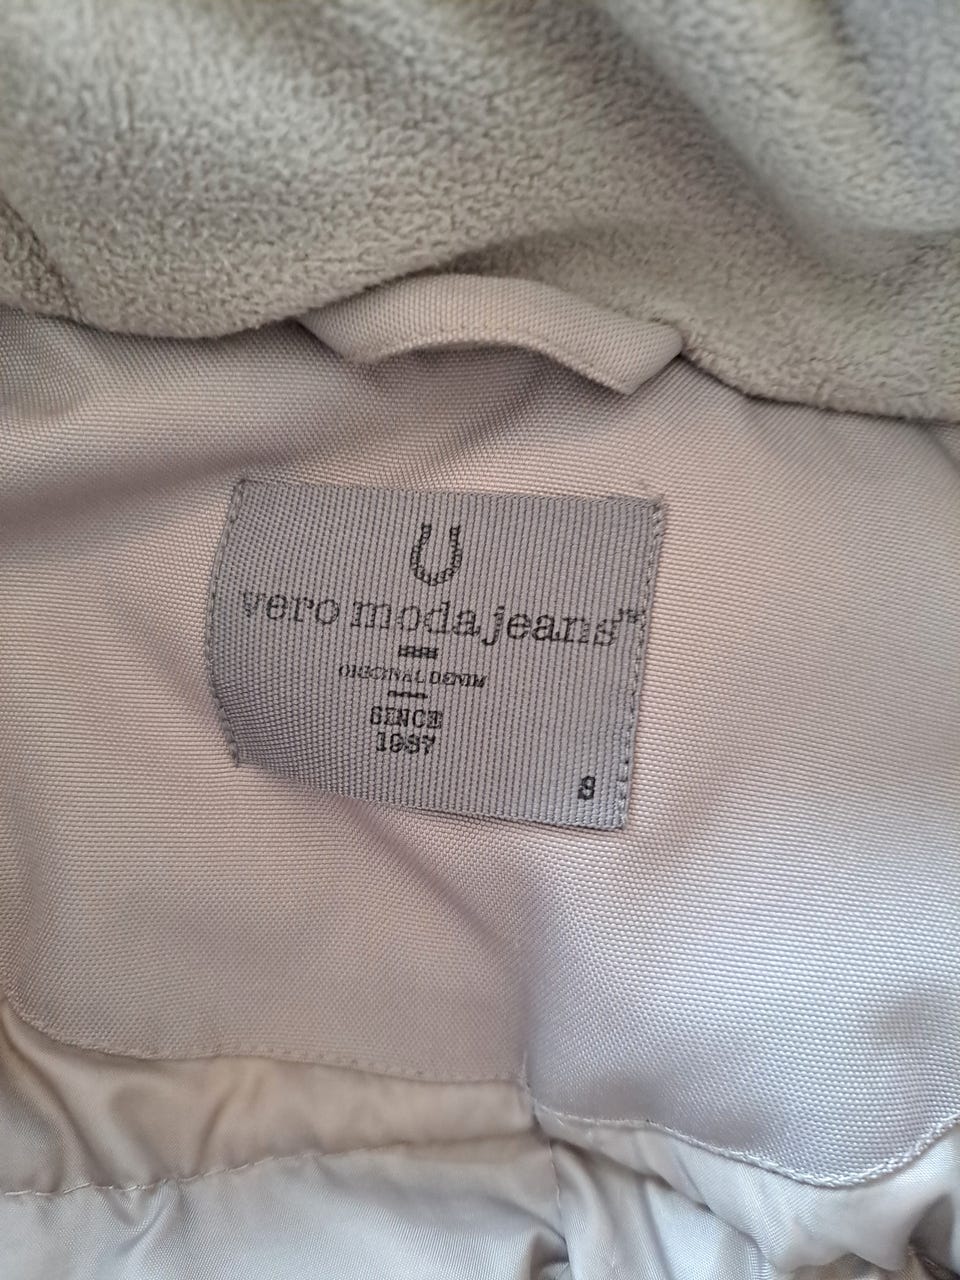 vero moda jeans™
ORIGINAL DENIM
SINCE
1987
S